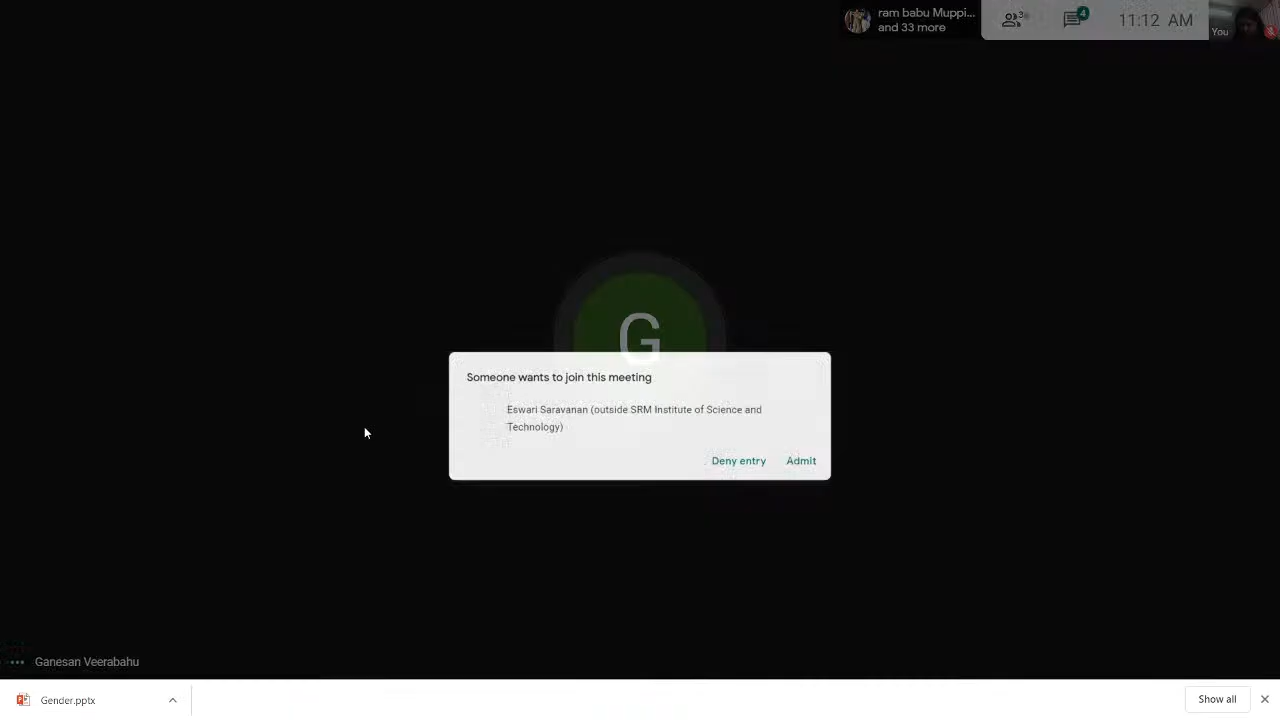 ram babu Muppi...
and 33 more
4
11:12 AM
You
G
Someone wants to join this meeting
Eswari Saravanan (outside SRM Institute of Science and
Technology)
Deny entry Admit
Ganesan Veerabahu
Gender.pptx
Show all